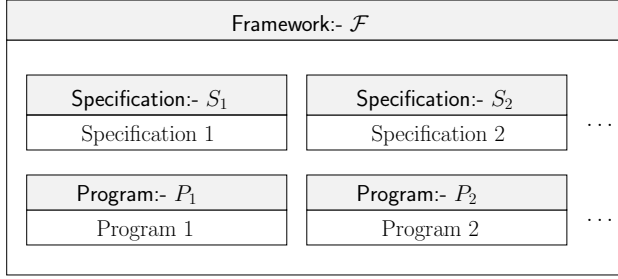 Framework:- ℱ
Specification:- S₁ Specification:- S₂
Specification 1 Specification 2 ...
Program:- P₁ Program:- P₂
Program 1 Program 2 ...